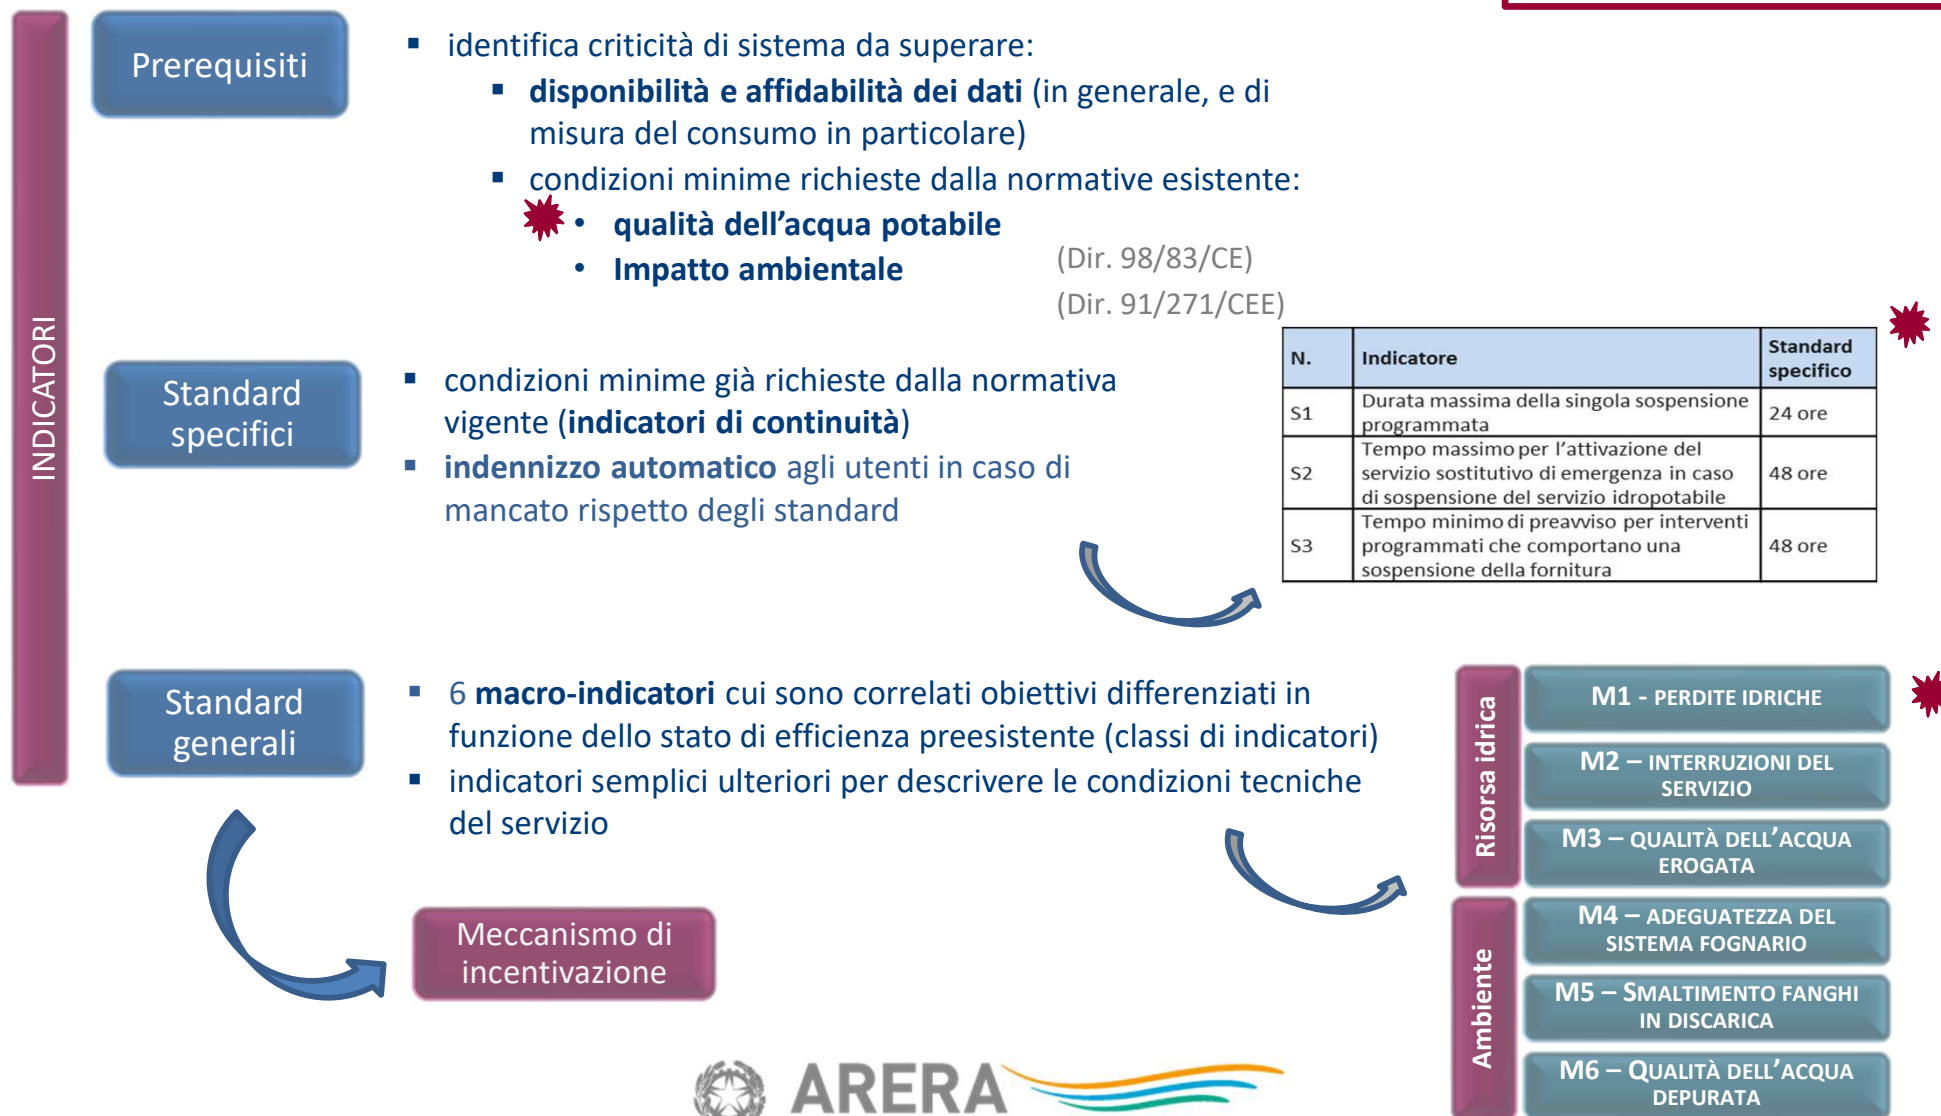 INDICATORI
Prerequisiti
▪ identifica criticità di sistema da superare:
▪ disponibilità e affidabilità dei dati (in generale, e di
misura del consumo in particolare)
▪ condizioni minime richieste dalla normative esistente:
• qualità dell’acqua potabile
• Impatto ambientale
(Dir. 98/83/CE)
(Dir. 91/271/CEE)
Standard
specifici
▪ condizioni minime già richieste dalla normativa
vigente (indicatori di continuità)
▪ indennizzo automatico agli utenti in caso di
mancato rispetto degli standard
N. Indicatore Standard
specifico
S1 Durata massima della singola sospensione
programmata 24 ore
S2 Tempo massimo per l’attivazione del
servizio sostitutivo di emergenza in caso
di sospensione del servizio idropotabile 48 ore
S3 Tempo minimo di preavviso per interventi
programmati che comportano una
sospensione della fornitura 48 ore
Standard
generali
▪ 6 macro-indicatori cui sono correlati obiettivi differenziati in
funzione dello stato di efficienza preesistente (classi di indicatori)
▪ indicatori semplici ulteriori per descrivere le condizioni tecniche
del servizio
Meccanismo di
incentivazione
Risorsa idrica
M1 - PERDITE IDRICHE
M2 – INTERRUZIONI DEL
SERVIZIO
M3 – QUALITÀ DELL’ACQUA
EROGATA
Ambiente
M4 – ADEGUATEZZA DEL
SISTEMA FOGNARIO
M5 – SMALTIMENTO FANGHI
IN DISCARICA
M6 – QUALITÀ DELL’ACQUA
DEPURATA
ARERA